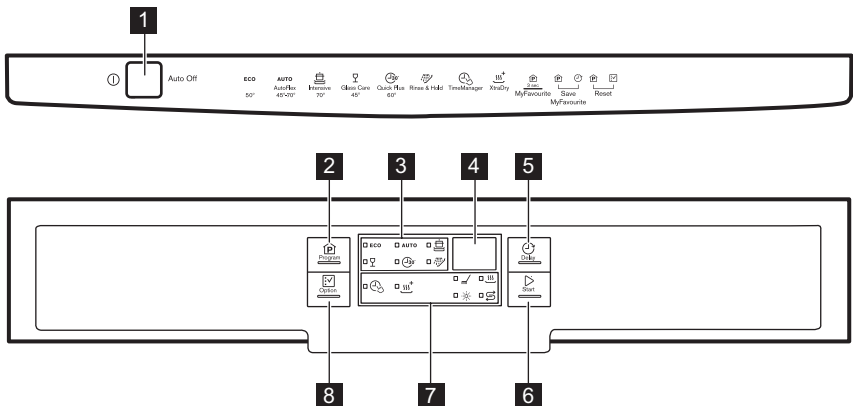 1
Auto Off
ECO
50°
AUTO
AutoFlex
45°-70°
Intensive
70°
Glass Care
45°
30'
Quick Plus
60°
Rinse & Hold
TimeManager
XtraDry
P
3 sec
MyFavourite
P
Save
MyFavourite
P
Reset
2
3
4
5
P
Program
ECO
AUTO
30'
Delay
Option
Start
S
8
7
6